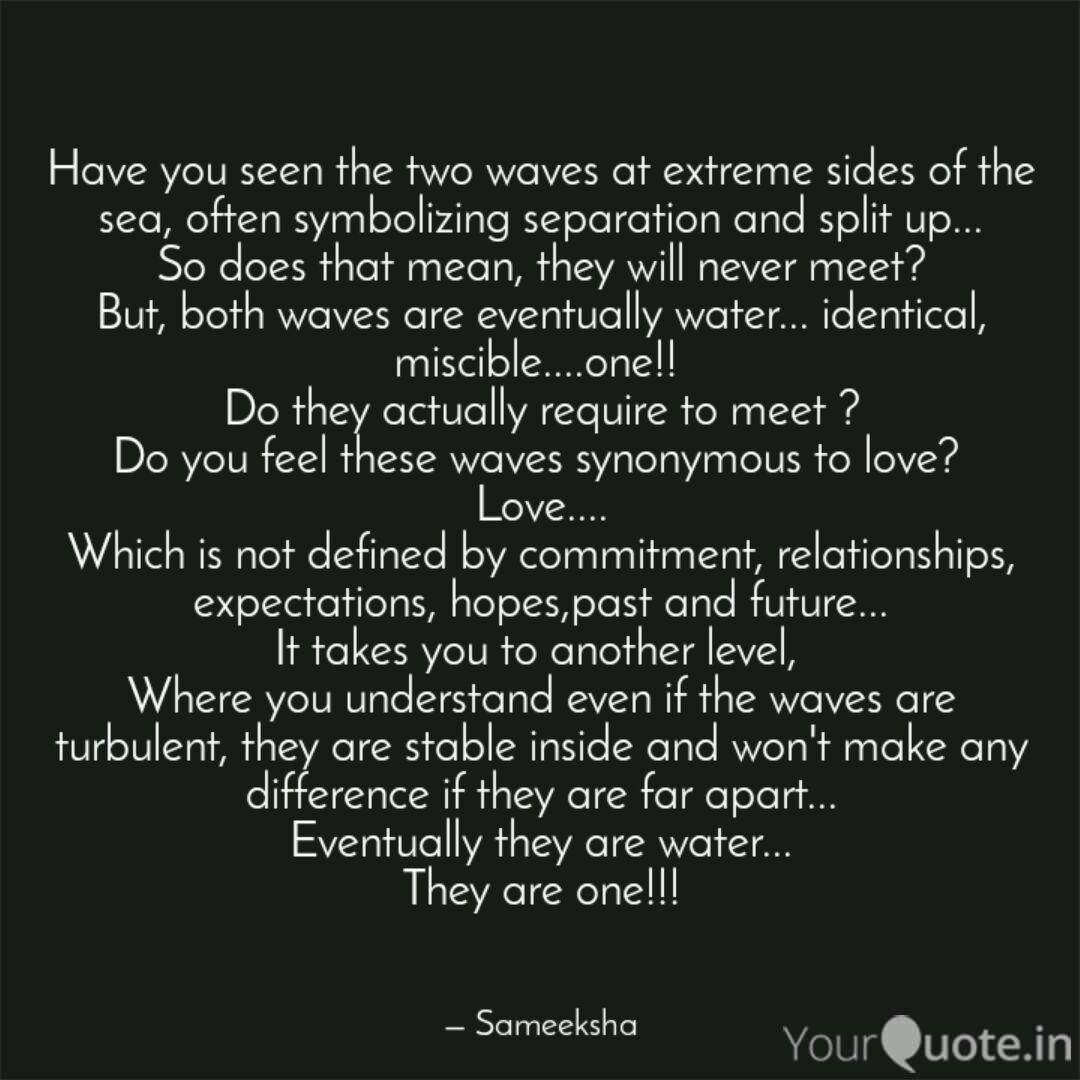 Have you seen the two waves at extreme sides of the
sea, often symbolizing separation and split up...
So does that mean, they will never meet?
But, both waves are eventually water... identical,
miscible....one!!
Do they actually require to meet ?
Do you feel these waves synonymous to love?
Love....
Which is not defined by commitment, relationships,
expectations, hopes,past and future...
It takes you to another level,
Where you understand even if the waves are
turbulent, they are stable inside and won't make any
difference if they are far apart...
Eventually they are water...
They are one!!!
– Sameeksha
YourQuote.in